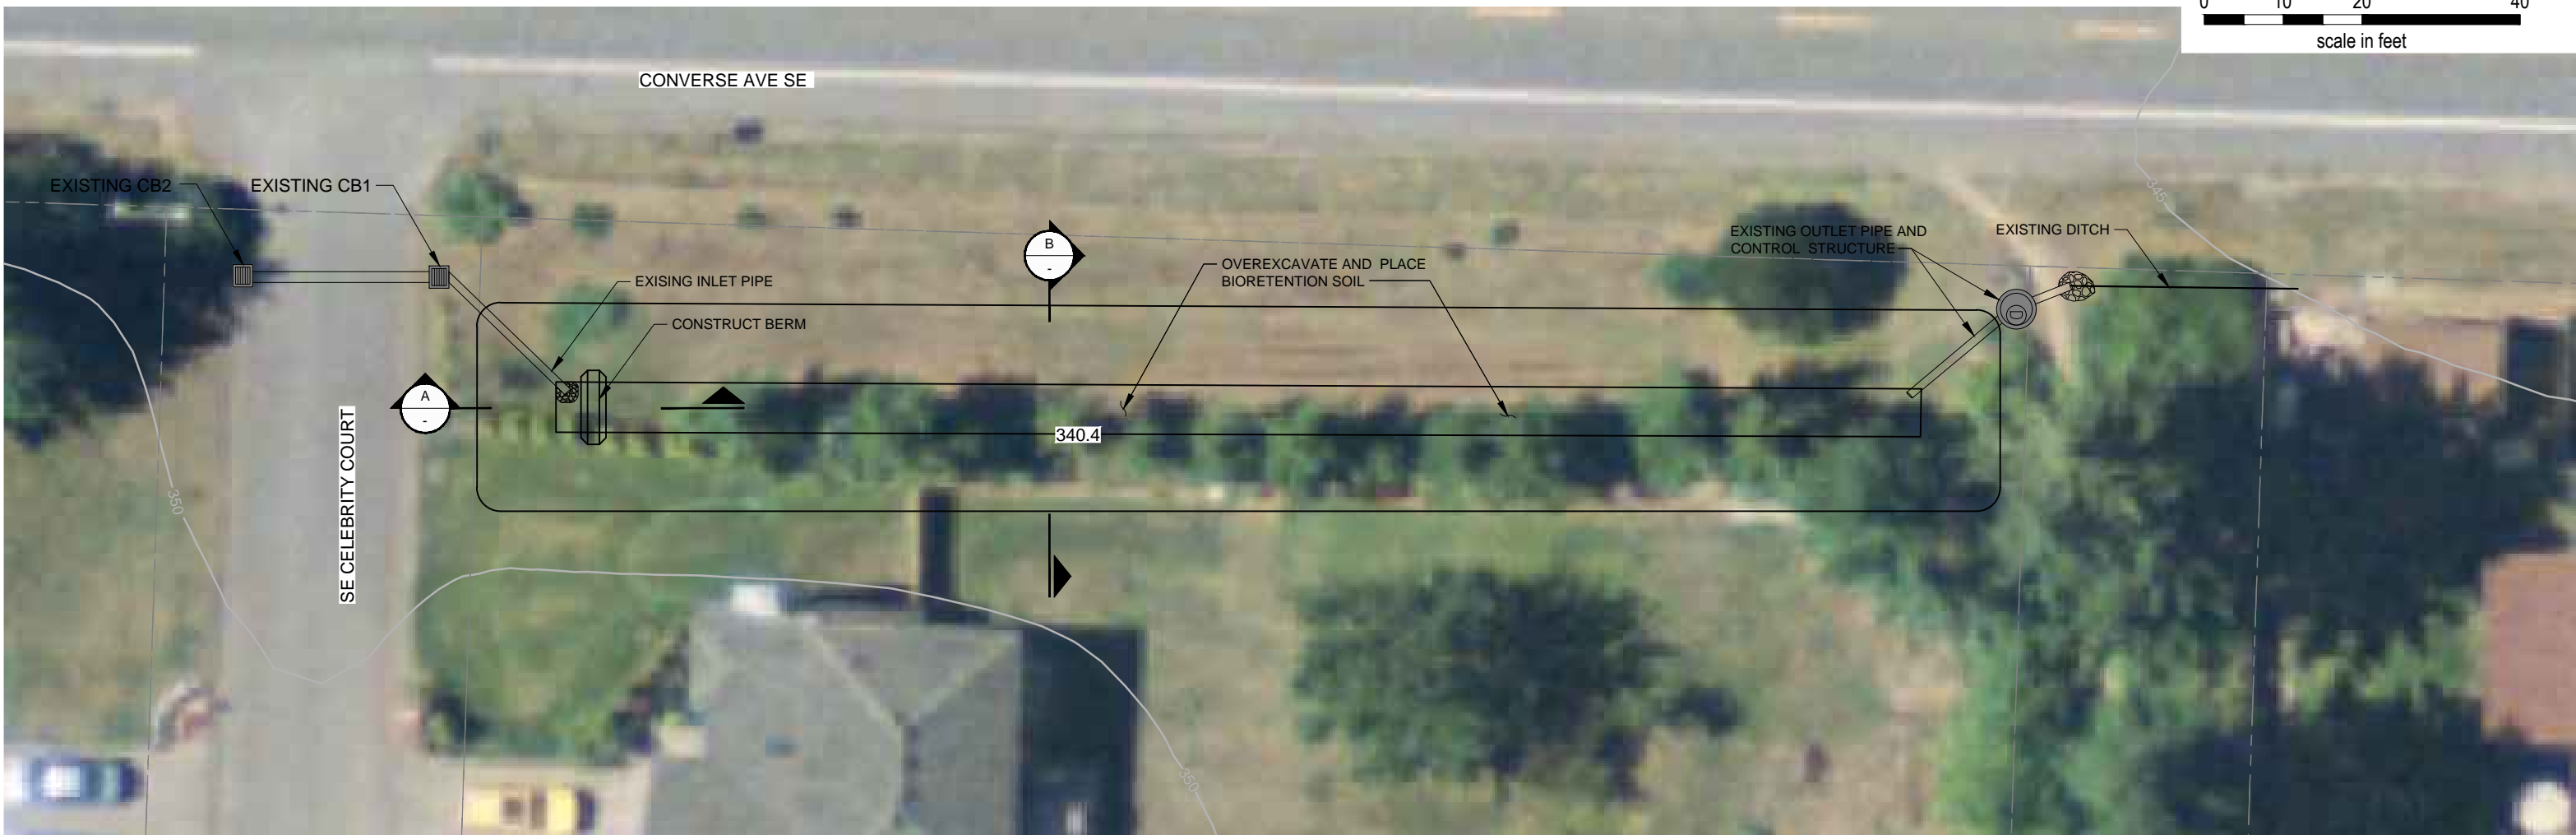 0 10 20 40
scale in feet
CONVERSE AVE SE
EXISTING CB2
EXISTING CB1
345
EXISTING OUTLET PIPE AND
CONTROL STRUCTURE
EXISTING DITCH
B
-
OVEREXCAVATE AND PLACE
BIORETENTION SOIL
EXISING INLET PIPE
CONSTRUCT BERM
A
-
340.4
SE CELEBRITY COURT
350
350